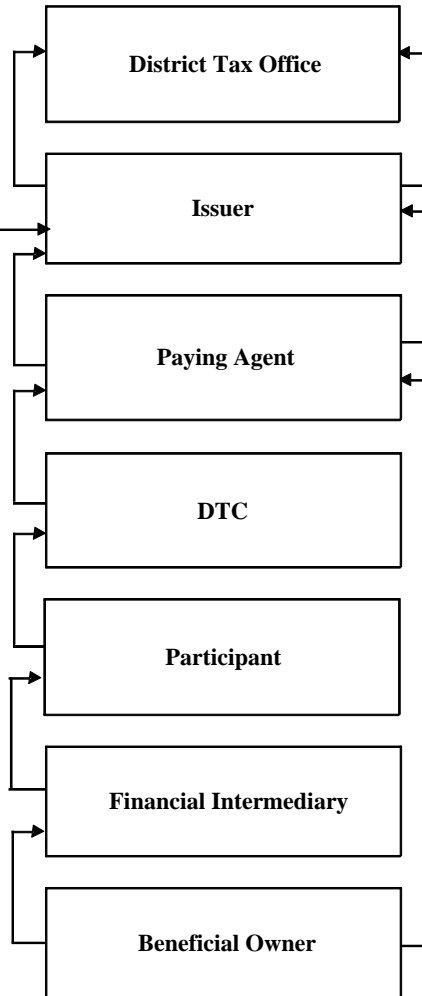 District Tax Office
Issuer
Paying Agent
DTC
Participant
Financial Intermediary
Beneficial Owner